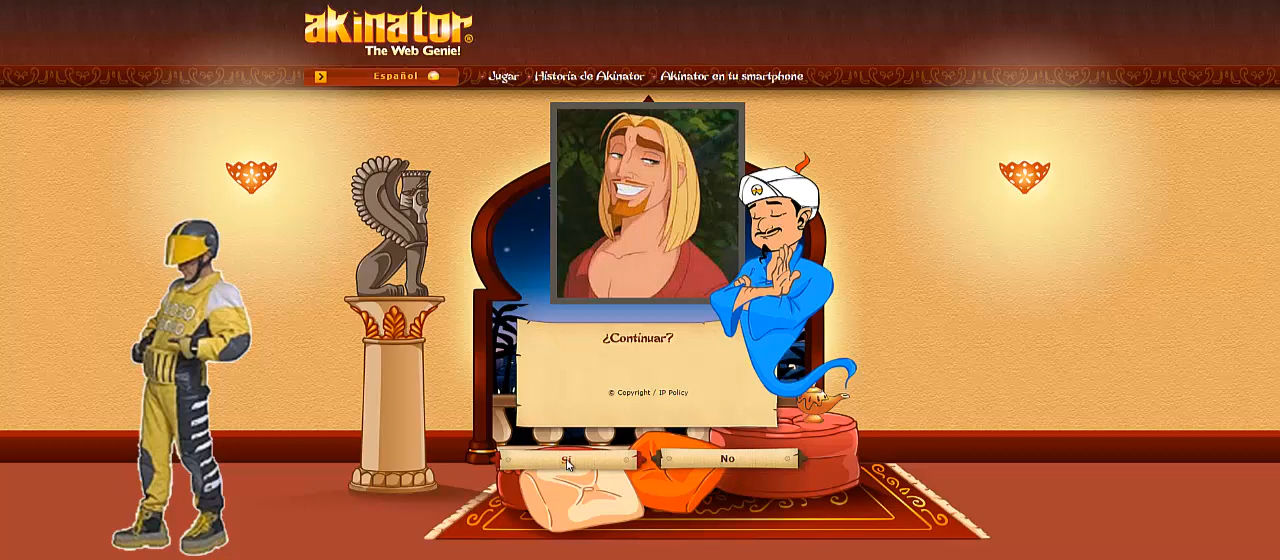 akinator®
The Web Genie!
Español
Jugar
Historia de Akinator
Akinator en tu smartphone
¿Continuar?
© Copyright / IP Policy
Sí
No